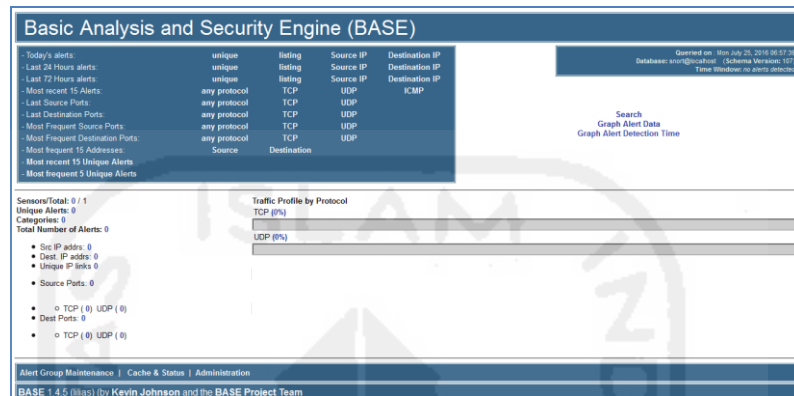 Basic Analysis and Security Engine (BASE)
- Today's alerts: unique listing Source IP Destination IP
- Last 24 Hours alerts: unique listing Source IP Destination IP
- Last 72 Hours alerts: unique listing Source IP Destination IP
- Most recent 15 Alerts: any protocol TCP UDP ICMP
- Last Source Ports: any protocol TCP UDP
- Last Destination Ports: any protocol TCP UDP
- Most Frequent Source Ports: any protocol TCP UDP
- Most Frequent Destination Ports: any protocol TCP UDP
- Most frequent 15 Addresses: Source Destination
- Most recent 15 Unique Alerts
- Most frequent 5 Unique Alerts
Queried on : Mon July 25, 2016 06:57:38
Database: snort@localhost (Schema Version: 107)
Time Window: no alerts detected
Search
Graph Alert Data
Graph Alert Detection Time
Sensors/Total: 0 / 1
Unique Alerts: 0
Categories: 0
Total Number of Alerts: 0
Src IP addrs: 0
Dest. IP addrs: 0
Unique IP links 0
Source Ports: 0
TCP ( 0) UDP ( 0)
Dest Ports: 0
TCP ( 0) UDP ( 0)
Traffic Profile by Protocol
TCP (0%)
UDP (0%)
ISLAM
Alert Group Maintenance | Cache & Status | Administration
BASE 1.4.5 (lilias) (by Kevin Johnson and the BASE Project Team